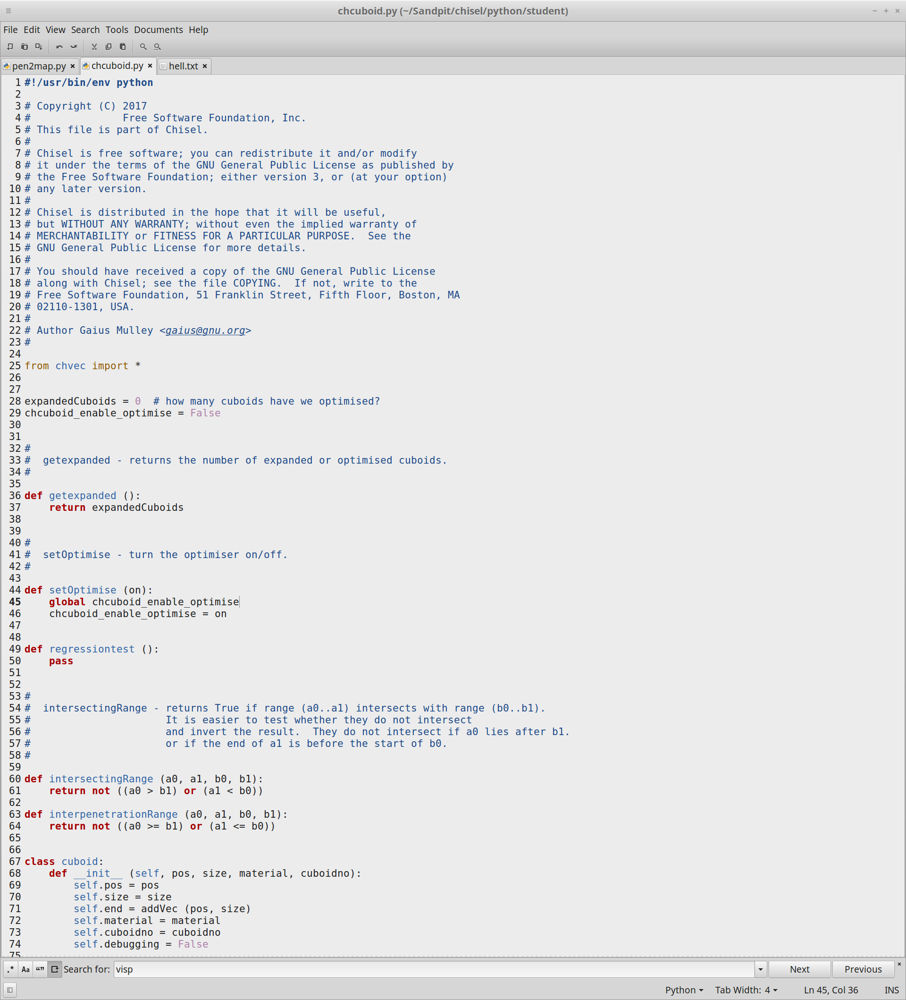 chcuboid.py (~/Sandpit/chisel/python/student)
File Edit View Search Tools Documents Help
pen2map.py chcuboid.py hell.txt
1 #!/usr/bin/env python
2
3 # Copyright (C) 2017
4 #               Free Software Foundation, Inc.
5 # This file is part of Chisel.
6 #
7 # Chisel is free software; you can redistribute it and/or modify
8 # it under the terms of the GNU General Public License as published by
9 # the Free Software Foundation; either version 3, or (at your option)
10 # any later version.
11 #
12 # Chisel is distributed in the hope that it will be useful,
13 # but WITHOUT ANY WARRANTY; without even the implied warranty of
14 # MERCHANTABILITY or FITNESS FOR A PARTICULAR PURPOSE.  See the
15 # GNU General Public License for more details.
16 #
17 # You should have received a copy of the GNU General Public License
18 # along with Chisel; see the file COPYING.  If not, write to the
19 # Free Software Foundation, 51 Franklin Street, Fifth Floor, Boston, MA
20 # 02110-1301, USA.
21 #
22 # Author Gaius Mulley <gaius@gnu.org>
23 #
24
25 from chvec import *
26
27
28 expandedCuboids = 0  # how many cuboids have we optimised?
29 chcuboid_enable_optimise = False
30
31
32 #
33 #  getexpanded - returns the number of expanded or optimised cuboids.
34 #
35
36 def getexpanded ():
37     return expandedCuboids
38
39
40 #
41 #  setOptimise - turn the optimiser on/off.
42 #
43
44 def setOptimise (on):
45     global chcuboid_enable_optimise
46     chcuboid_enable_optimise = on
47
48
49 def regressiontest ():
50     pass
51
52
53 #
54 #  intersectingRange - returns True if range (a0..a1) intersects with range (b0..b1).
55 #                      It is easier to test whether they do not intersect
56 #                      and invert the result.  They do not intersect if a0 lies after b1.
57 #                      or if the end of a1 is before the start of b0.
58 #
59
60 def intersectingRange (a0, a1, b0, b1):
61     return not ((a0 > b1) or (a1 < b0))
62
63 def interpenetrationRange (a0, a1, b0, b1):
64     return not ((a0 >= b1) or (a1 <= b0))
65
66
67 class cuboid:
68     def __init__ (self, pos, size, material, cuboidno):
69         self.pos = pos
70         self.size = size
71         self.end = addVec (pos, size)
72         self.material = material
73         self.cuboidno = cuboidno
74         self.debugging = False
75
.* Aa “” Search for: visp Next Previous
Python Tab Width: 4 Ln 45, Col 36 INS